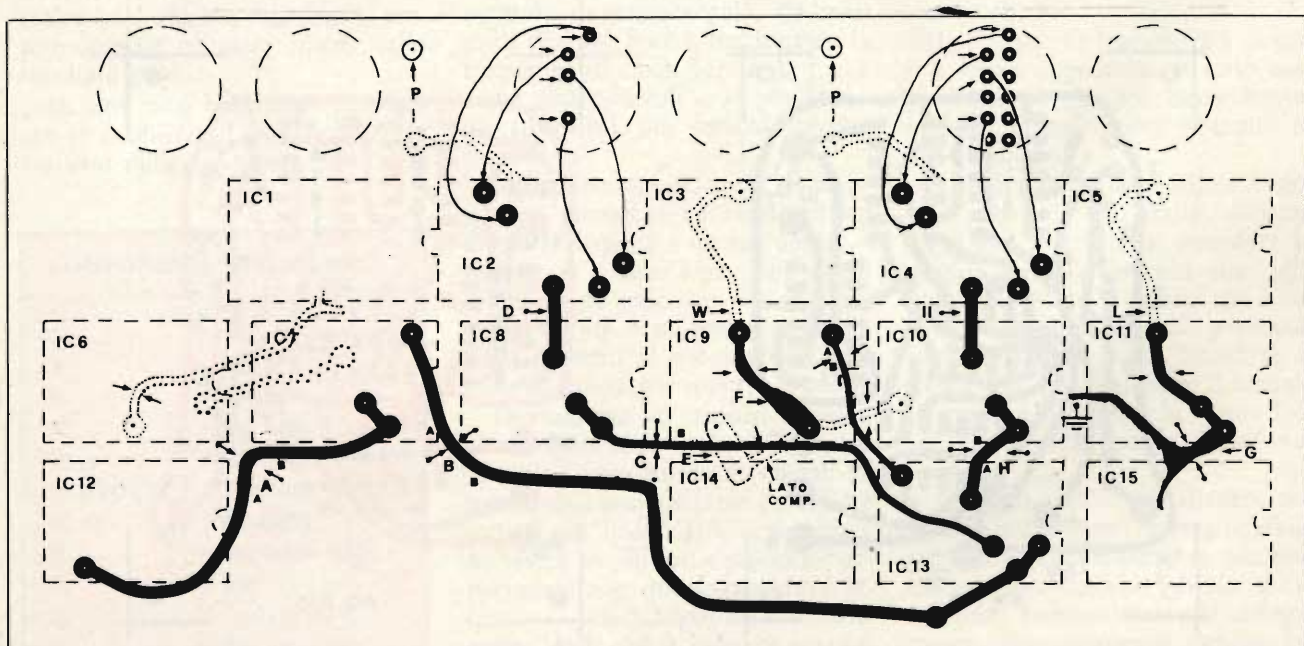 P P
IC1 IC2 IC3 IC4 IC5
D W II L
IC6 IC7 IC8 IC9 A B IC10 IC11
F
A B B C B E B A H G
B A A
IC12 IC14 LATO COMP. IC15
IC13